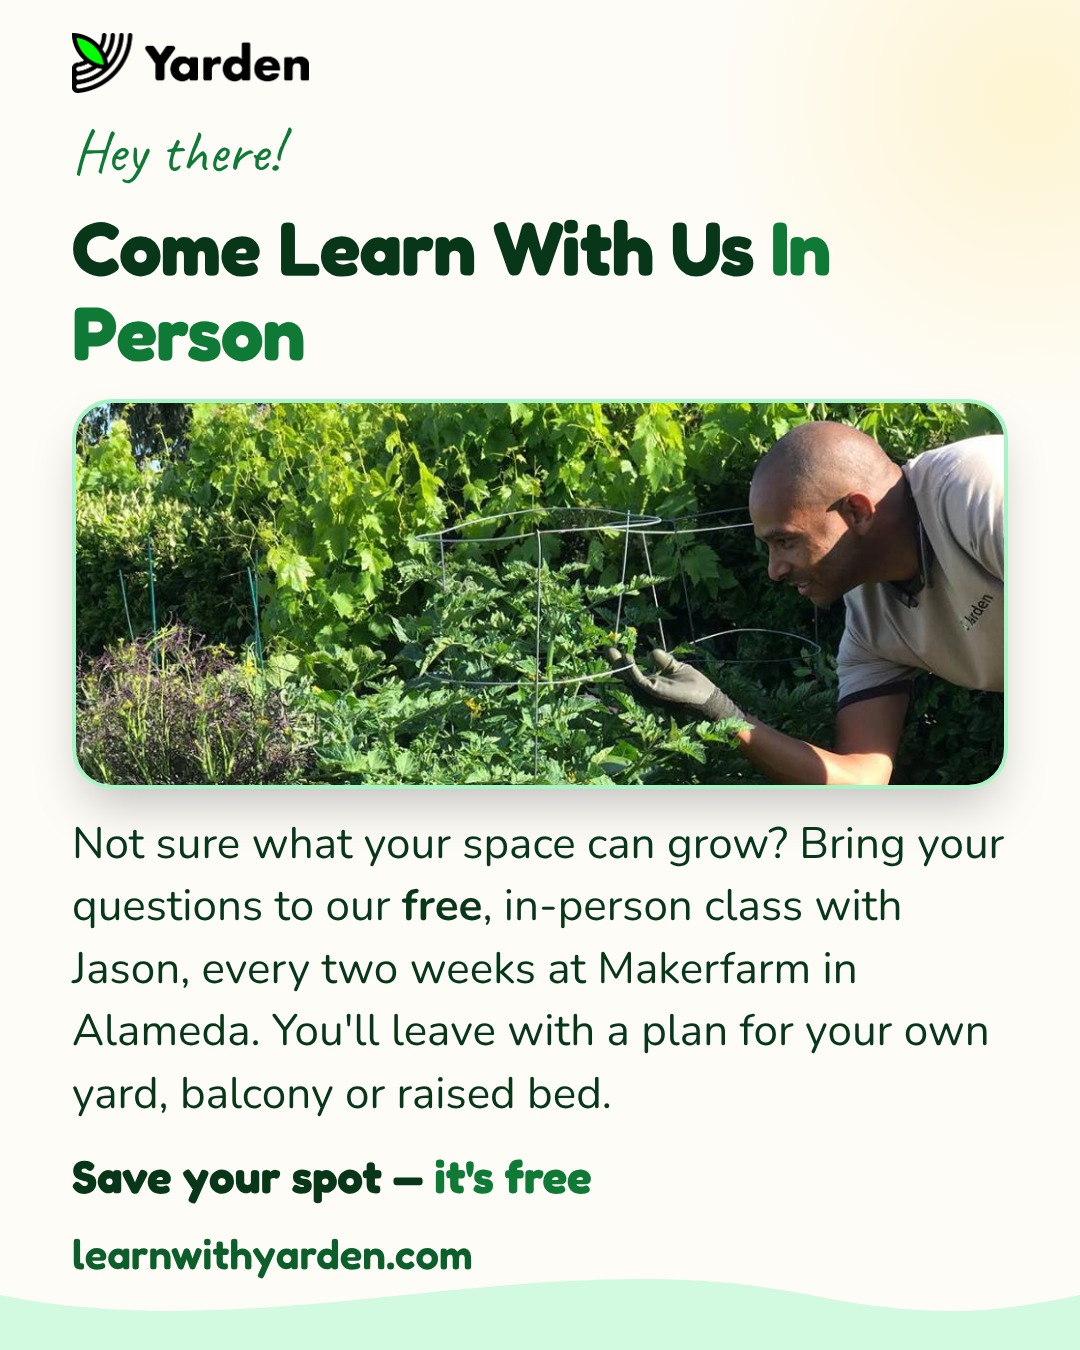 Yarden
Hey there!
Come Learn With Us In
Person
Yarden
Not sure what your space can grow? Bring your
questions to our free, in-person class with
Jason, every two weeks at Makerfarm in
Alameda. You'll leave with a plan for your own
yard, balcony or raised bed.
Save your spot — it's free
learnwithyarden.com